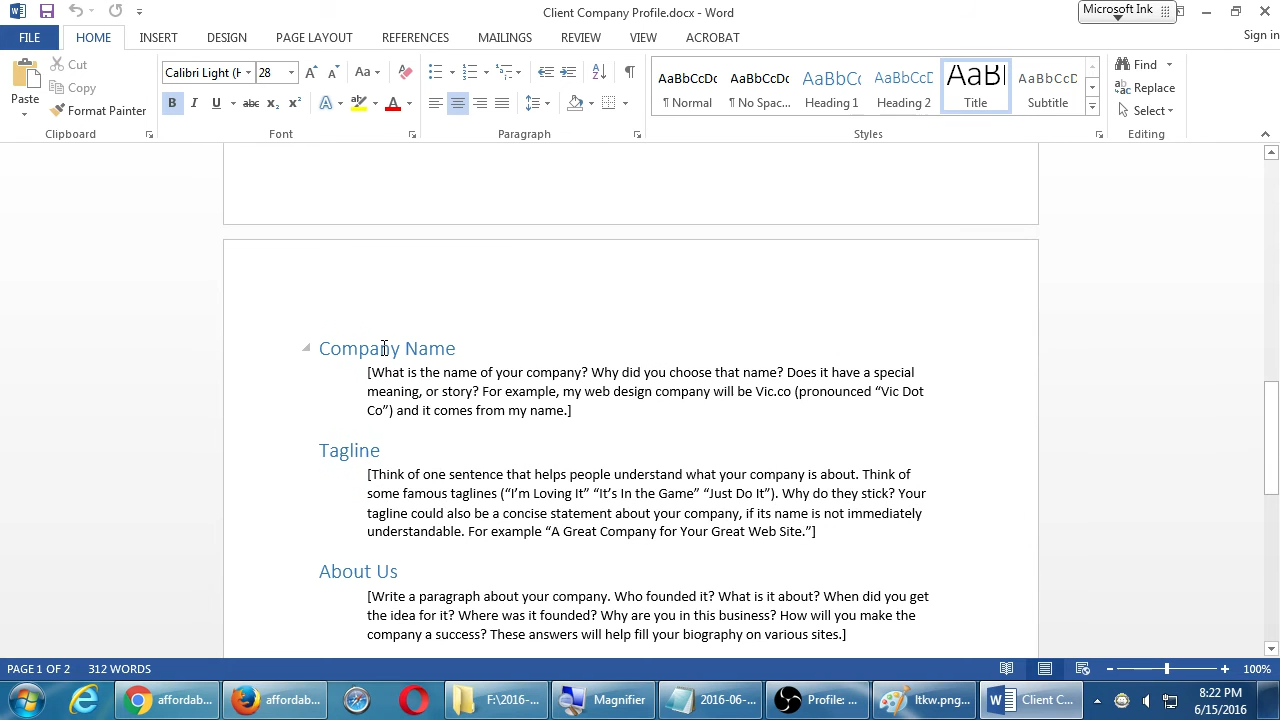 Client Company Profile.docx - Word
Microsoft Ink
FILE HOME INSERT DESIGN PAGE LAYOUT REFERENCES MAILINGS REVIEW VIEW ACROBAT Sign in
Paste
Cut
Copy
Format Painter
Clipboard
Calibri Light (H 28
Font
Paragraph
AaBbCcDc AaBbCcDc AaBbCc AaBbCcD AaB AaBbCcD
¶ Normal ¶ No Spac... Heading 1 Heading 2 Title Subtitle
Styles
Find
Replace
Select
Editing
Company Name
[What is the name of your company? Why did you choose that name? Does it have a special
meaning, or story? For example, my web design company will be Vic.co (pronounced “Vic Dot
Co”) and it comes from my name.]
Tagline
[Think of one sentence that helps people understand what your company is about. Think of
some famous taglines (“I’m Loving It” “It’s In the Game” “Just Do It”). Why do they stick? Your
tagline could also be a concise statement about your company, if its name is not immediately
understandable. For example “A Great Company for Your Great Web Site.”]
About Us
[Write a paragraph about your company. Who founded it? What is it about? When did you get
the idea for it? Where was it founded? Why are you in this business? How will you make the
company a success? These answers will help fill your biography on various sites.]
PAGE 1 OF 2 312 WORDS 100%
affordab... affordab... F:\2016-... Magnifier 2016-06-... Profile: ... ltkw.png... Client C...
8:22 PM
6/15/2016